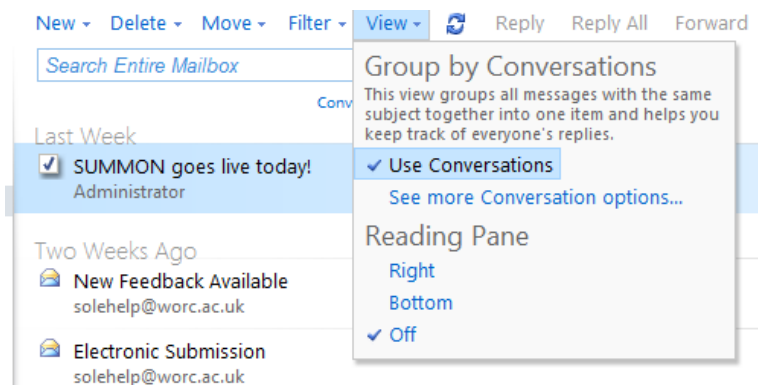 New Delete Move Filter View Reply Reply All Forward
Search Entire Mailbox
Conv
Last Week
SUMMON goes live today!
Administrator
Two Weeks Ago
New Feedback Available
solehelp@worc.ac.uk
Electronic Submission
solehelp@worc.ac.uk
Group by Conversations
This view groups all messages with the same
subject together into one item and helps you
keep track of everyone's replies.
Use Conversations
See more Conversation options...
Reading Pane
Right
Bottom
Off